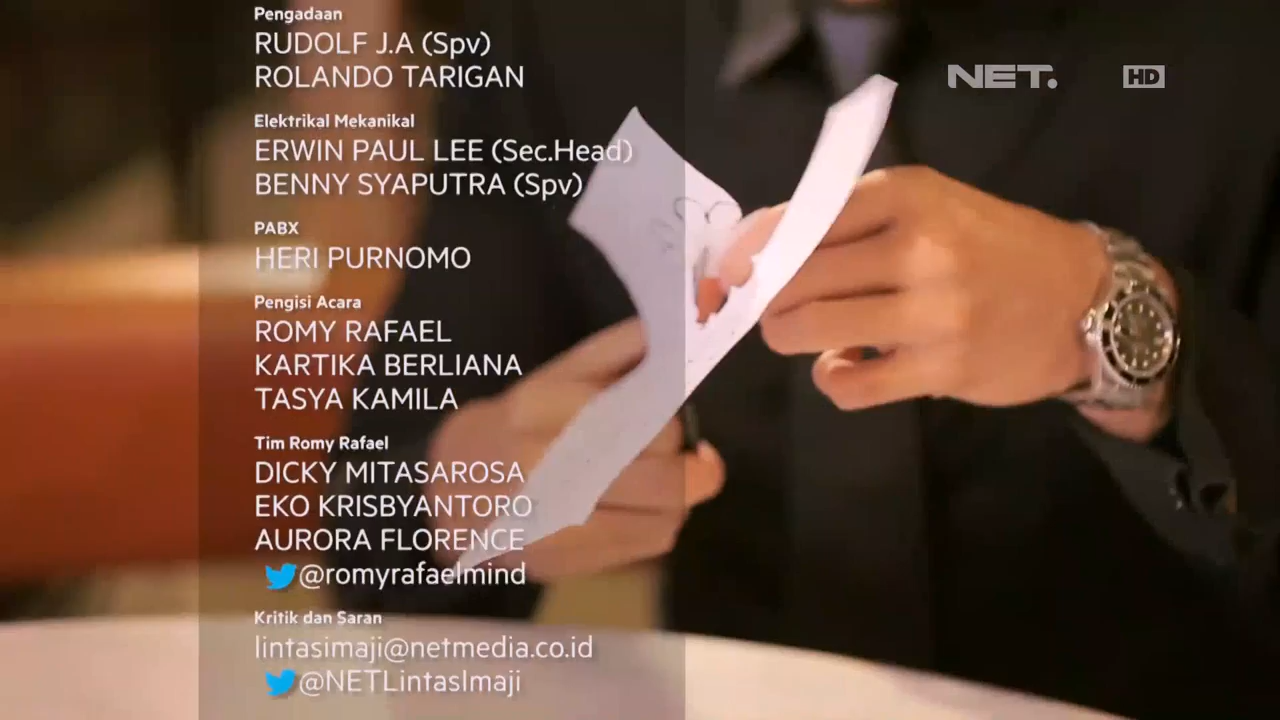 Pengadaan
RUDOLF J.A (Spv)
ROLANDO TARIGAN
NET.
HD
Elektrikal Mekanikal
ERWIN PAUL LEE (Sec.Head)
BENNY SYAPUTRA (Spv)
PABX
HERI PURNOMO
Pengisi Acara
ROMY RAFAEL
KARTIKA BERLIANA
TASYA KAMILA
Tim Romy Rafael
DICKY MITASAROSA
EKO KRISBYANTORO
AURORA FLORENCE
@romyrafaelmind
Kritik dan Saran
lintasimaji@netmedia.co.id
@NETLintasImaji